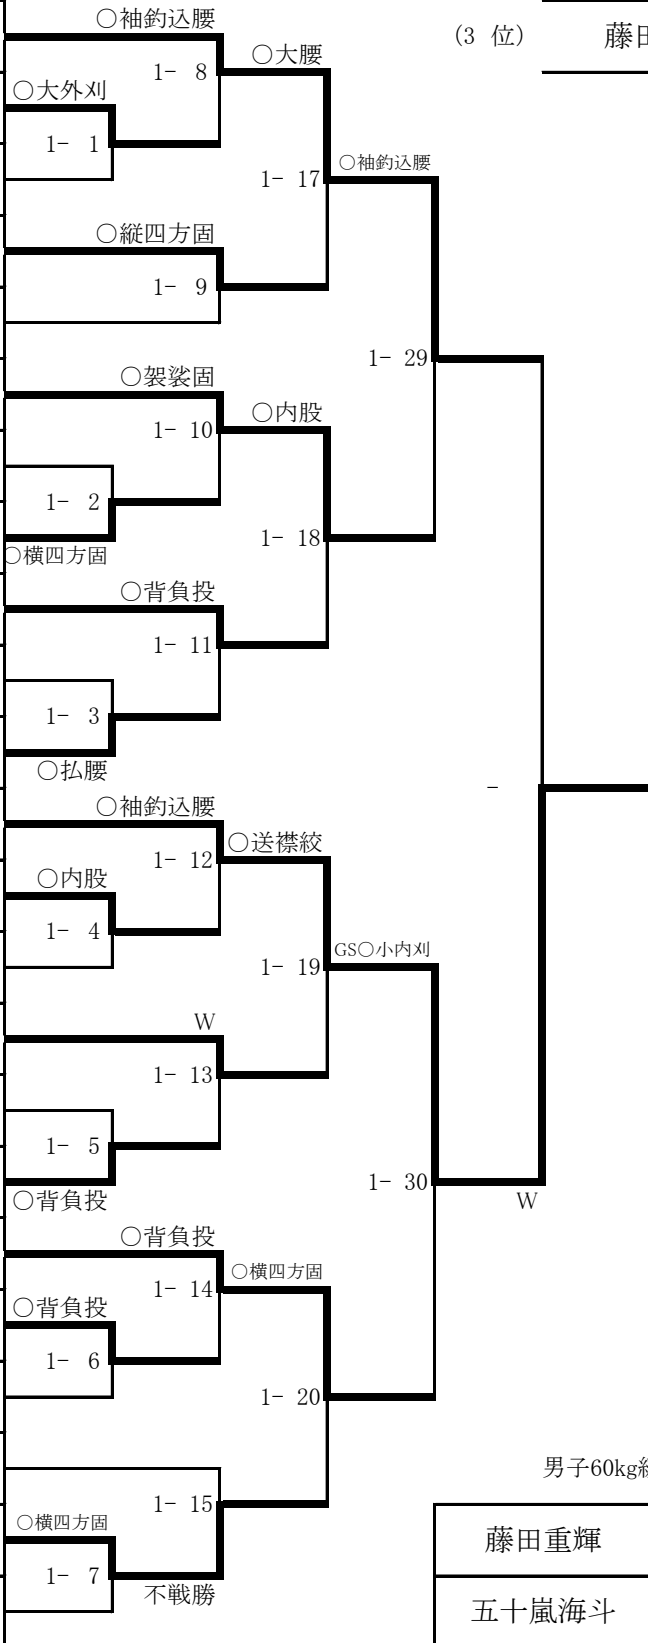 ○袖釣込腰
(3 位)
藤田
1- 8
○大腰
○大外刈
1- 1
○袖釣込腰
1- 17
○縦四方固
1- 9
1- 29
○袈裟固
○内股
1- 10
1- 2
1- 18
○横四方固
○背負投
1- 11
1- 3
○払腰
-
○袖釣込腰
○送襟絞
1- 12
○内股
1- 4
GS○小内刈
1- 19
W
1- 13
1- 5
1- 30
○背負投
W
○背負投
○横四方固
1- 14
○背負投
1- 6
1- 20
男子60kg
1- 15
○横四方固
藤田重輝
1- 7
不戦勝
五十嵐海斗